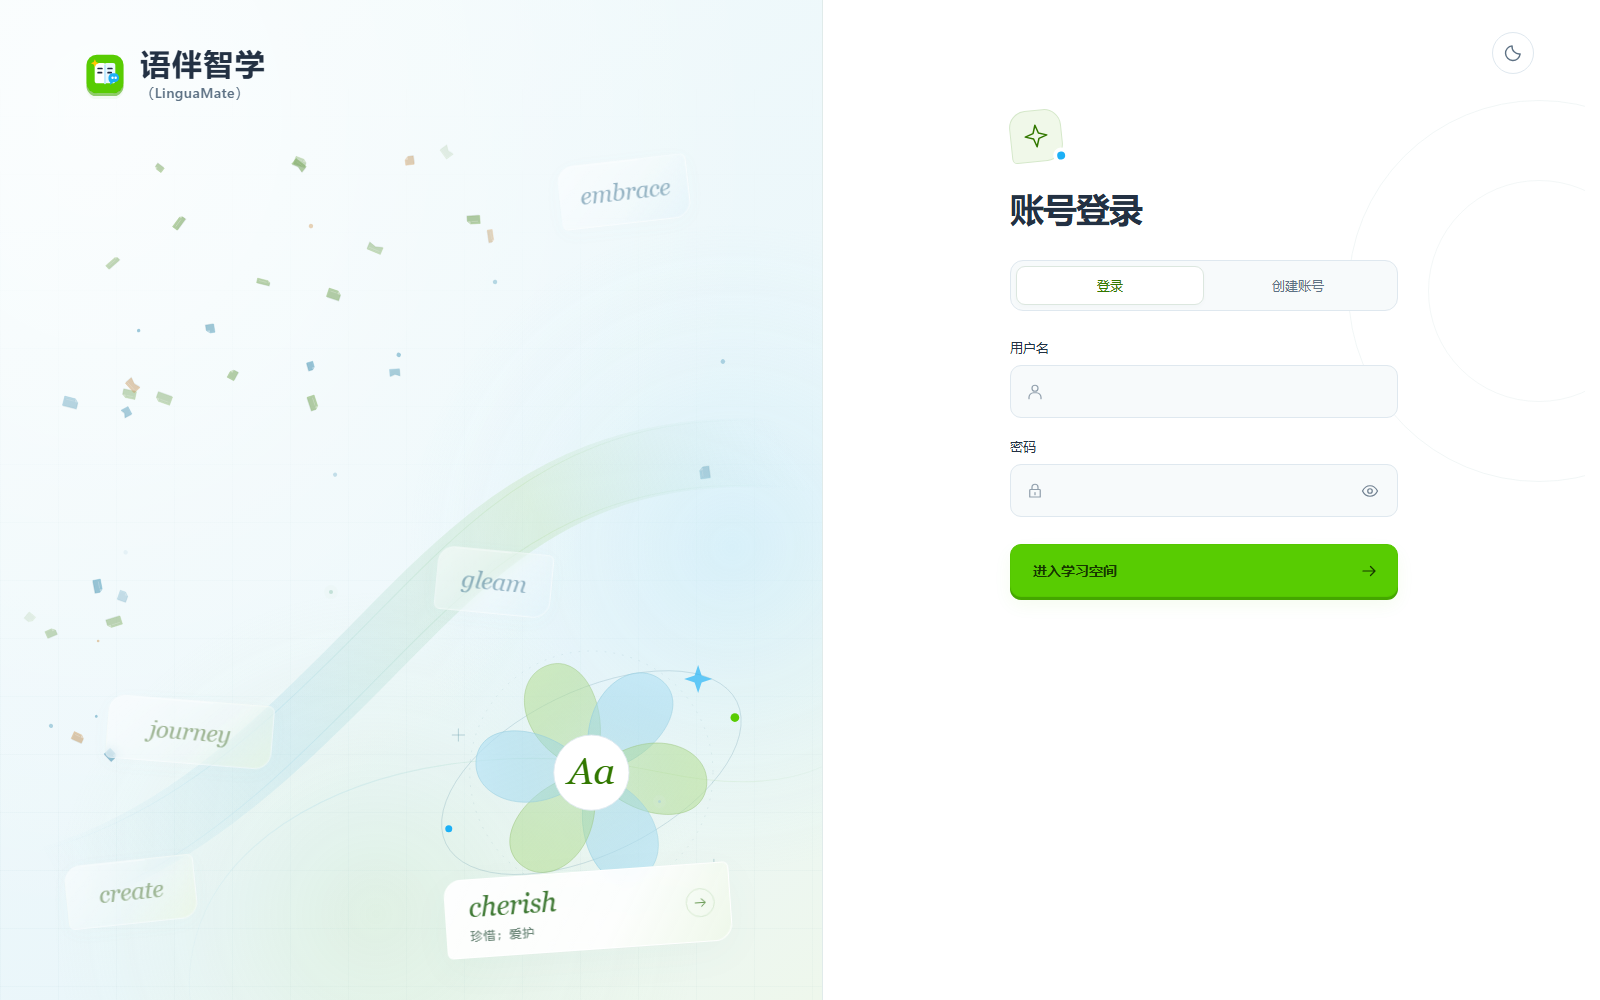 语伴智学
（LinguaMate）
embrace
gleam
journey
Aa
create
cherish
珍惜；爱护
账号登录
登录
创建账号
用户名
密码
进入学习空间